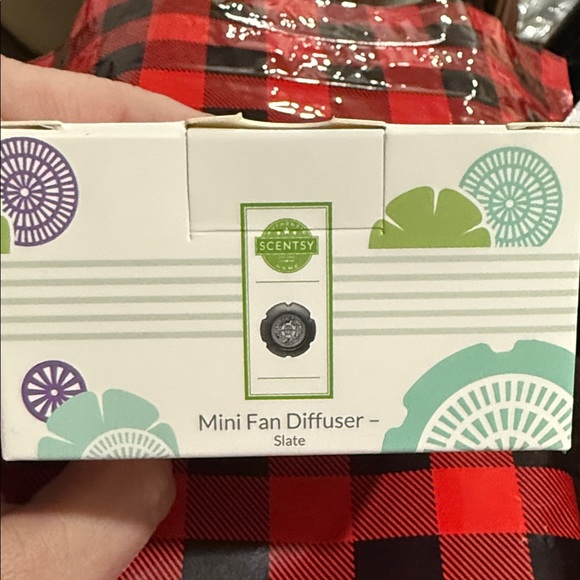 SCENTSY
Mini Fan Diffuser –
Slate